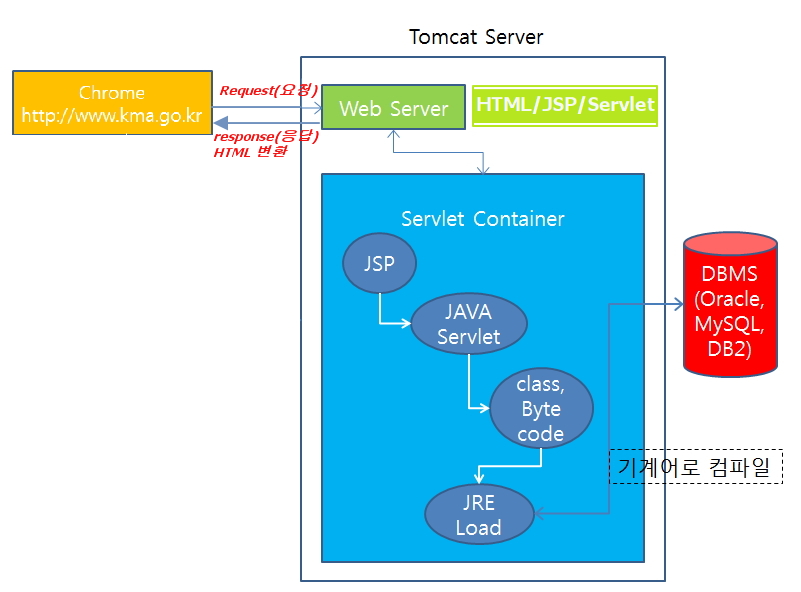 Tomcat Server
Chrome
http://www.kma.go.kr
Request(요청)
response(응답)
HTML 변환
Web Server
HTML/JSP/Servlet
Servlet Container
JSP
JAVA
Servlet
class,
Byte
code
JRE
Load
DBMS
(Oracle,
MySQL,
DB2)
기계어로 컴파일